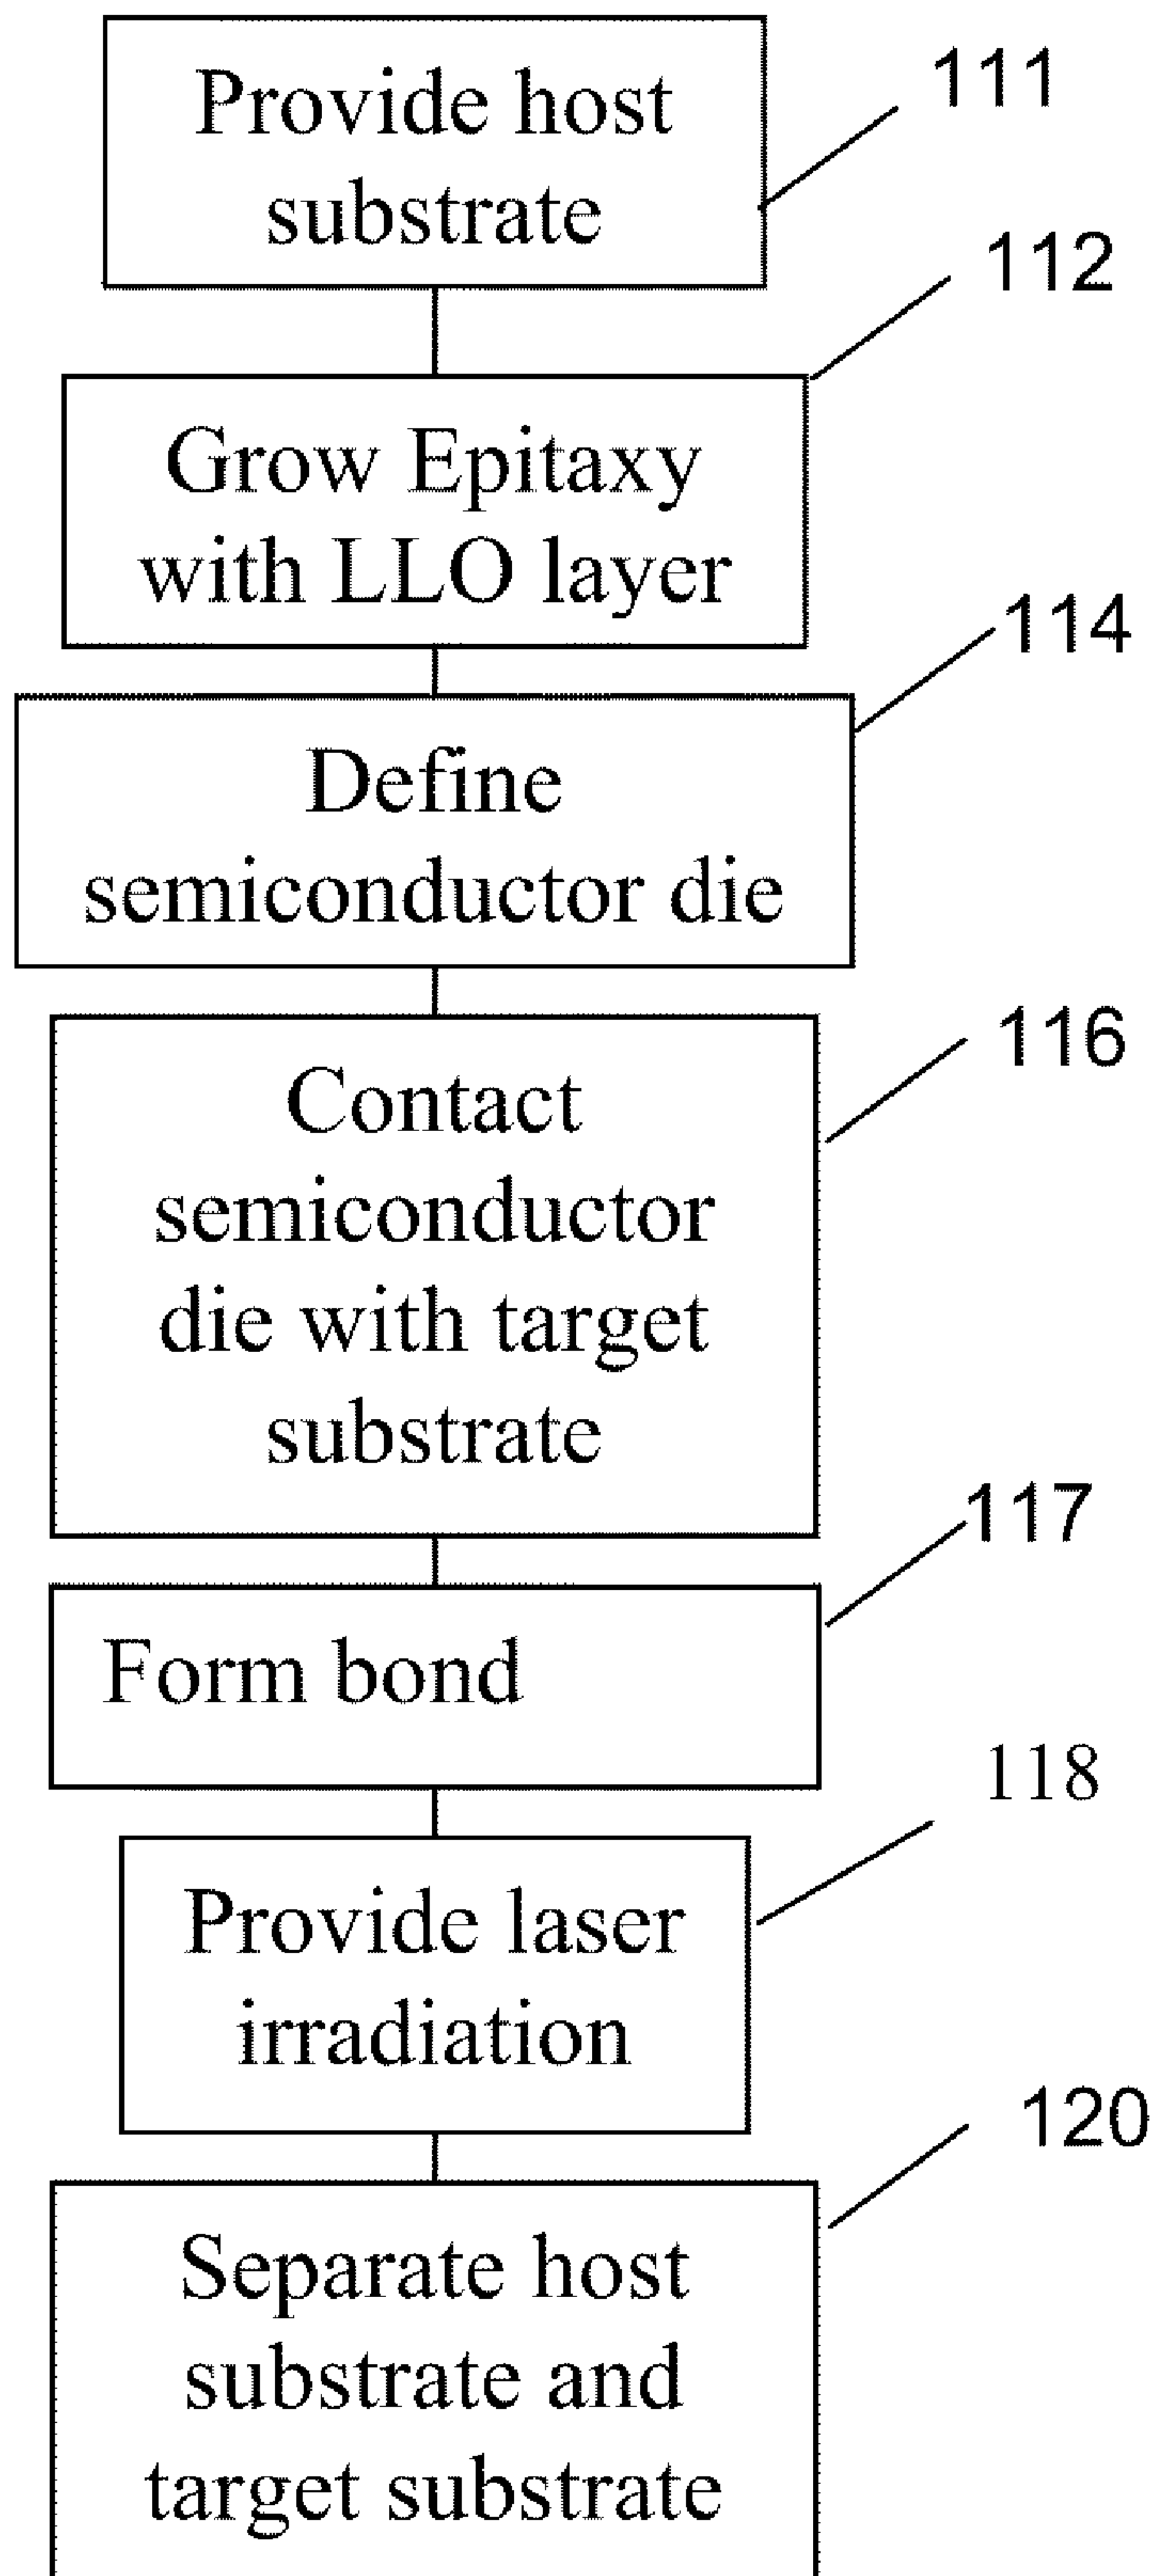 Provide host
substrate
111
112
Grow Epitaxy
with LLO layer
114
Define
semiconductor die
116
Contact
semiconductor
die with target
substrate
117
Form bond
118
Provide laser
irradiation
120
Separate host
substrate and
target substrate